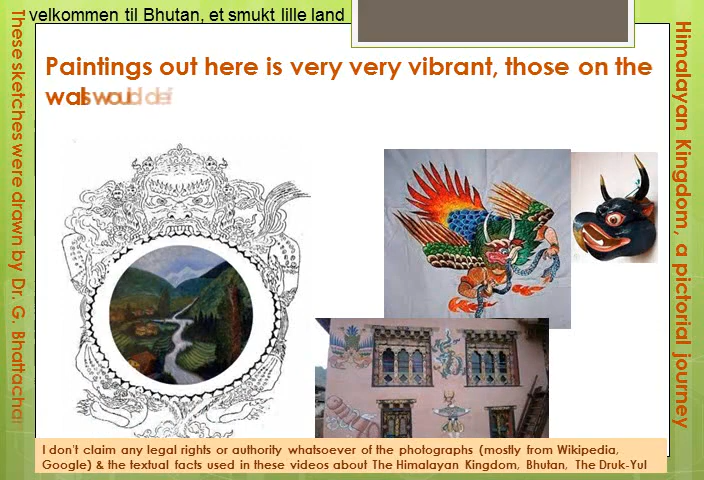 velkommen til Bhutan, et smukt lille land
These sketches were drawn by Dr. G.
Himalayan Kingdom, a pictorial journey
Paintings out here is very very vibrant, those on the
walls would
I don't claim any legal rights or authority whatsoever of the photographs (mostly from Wikipedia,
Google) & the textual facts used in these videos about The Himalayan Kingdom, Bhutan, The Druk-Yul